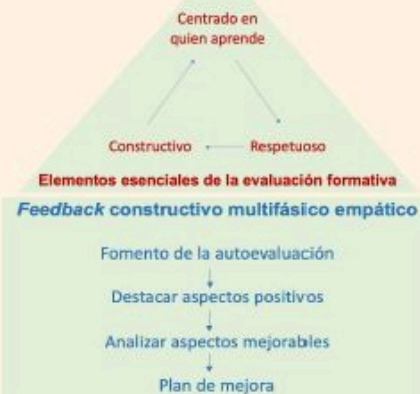 Centrado en
quien aprende
Constructivo
Respetuoso
Elementos esenciales de la evaluación formativa
Feedback constructivo multifásico empático
Fomento de la autoevaluación
Destacar aspectos positivos
Analizar aspectos mejorables
Plan de mejora